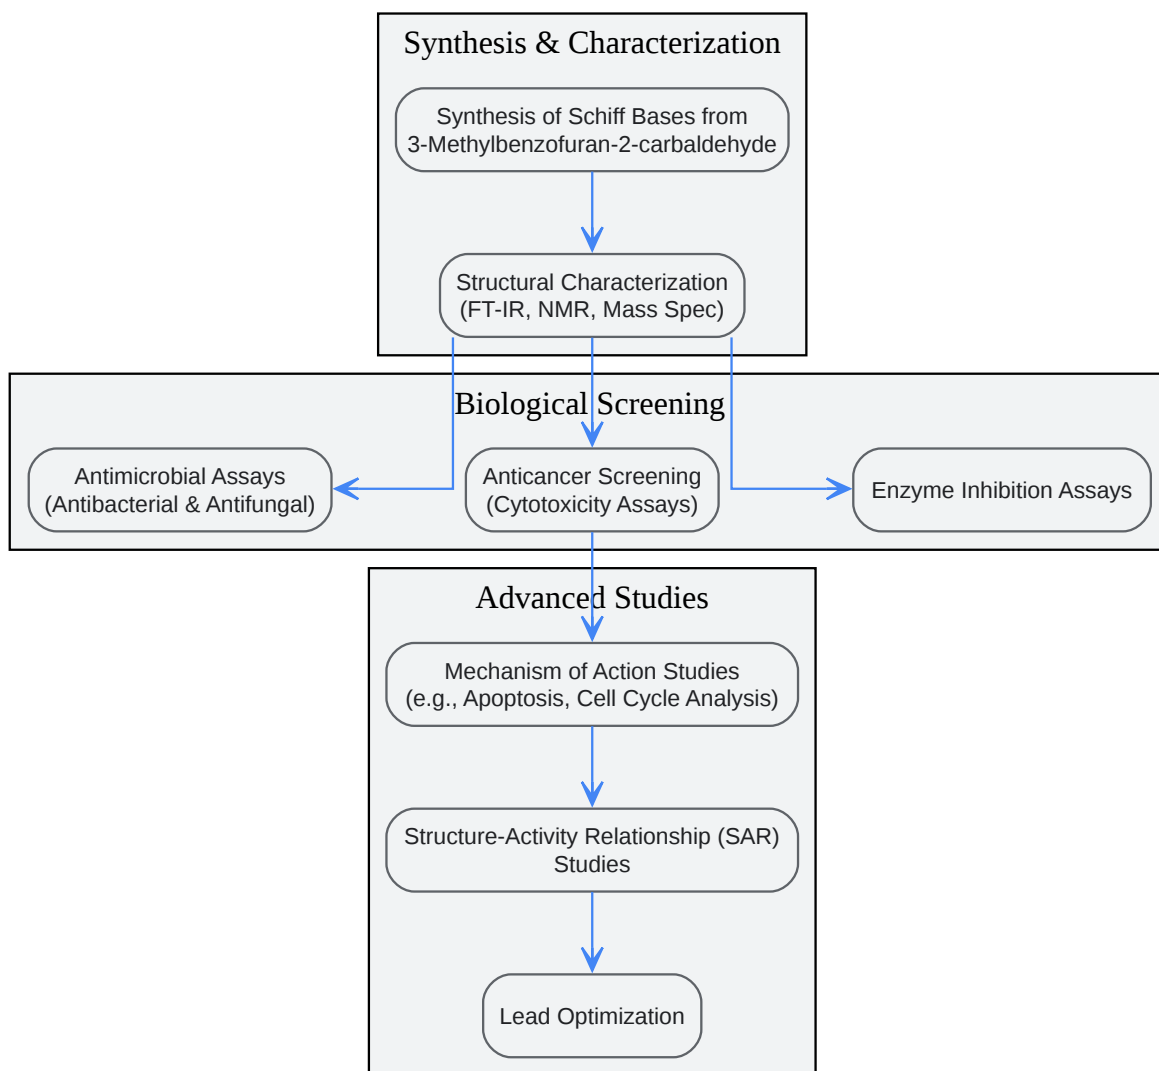 Synthesis & Characterization
Synthesis of Schiff Bases from
3-Methylbenzofuran-2-carbaldehyde
Structural Characterization
(FT-IR, NMR, Mass Spec)
Biological Screening
Antimicrobial Assays
(Antibacterial & Antifungal)
Anticancer Screening
(Cytotoxicity Assays)
Enzyme Inhibition Assays
Advanced Studies
Mechanism of Action Studies
(e.g., Apoptosis, Cell Cycle Analysis)
Structure-Activity Relationship (SAR)
Studies
Lead Optimization